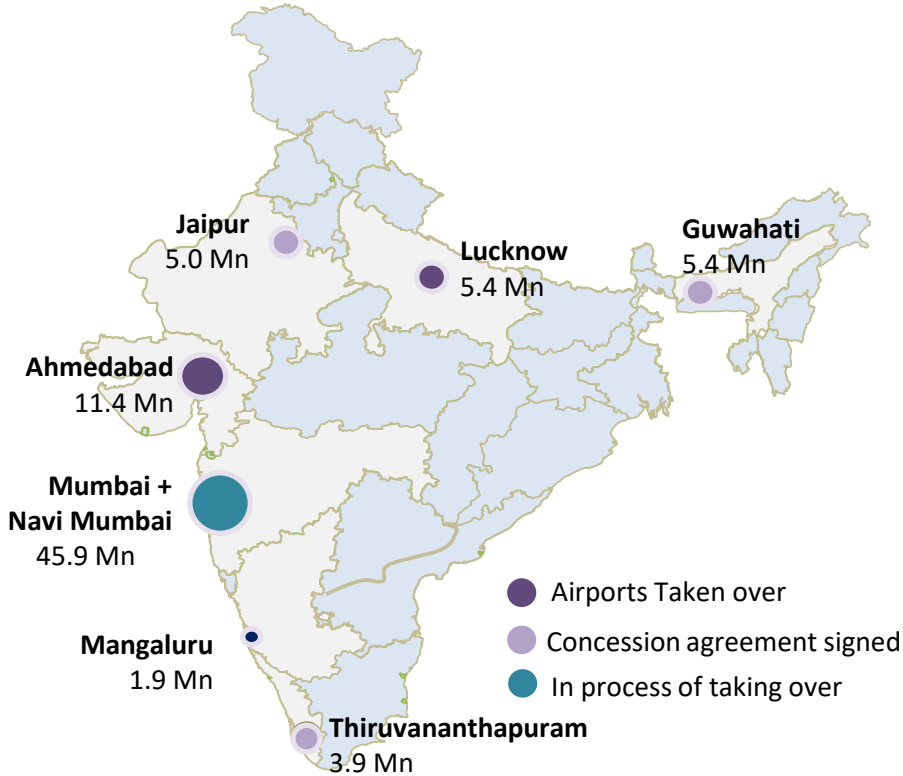 Jaipur
5.0 Mn
Lucknow
5.4 Mn
Guwahati
5.4 Mn
Ahmedabad
11.4 Mn
Mumbai +
Navi Mumbai
45.9 Mn
Mangaluru
1.9 Mn
Thiruvananthapuram
3.9 Mn
Airports Taken over
Concession agreement signed
In process of taking over